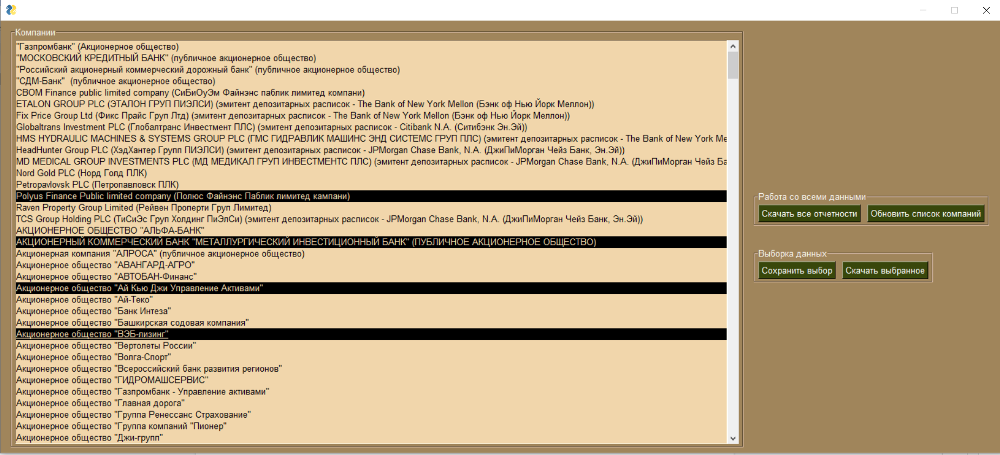 Компании
"Газпромбанк" (Акционерное общество)
"МОСКОВСКИЙ КРЕДИТНЫЙ БАНК" (публичное акционерное общество)
"Российский акционерный коммерческий дорожный банк" (публичное акционерное общество)
"СДМ-Банк"  (публичное акционерное общество)
CBOM Finance public limited company (СиБиОуЭм Файнэнс паблик лимитед компани)
ETALON GROUP PLC (ЭТАЛОН ГРУП ПИЭЛСИ) (эмитент депозитарных расписок - The Bank of New York Mellon (Бэнк оф Нью Йорк Меллон))
Fix Price Group Ltd (Фикс Прайс Груп Лтд) (эмитент депозитарных расписок - The Bank of New York Mellon (Бэнк оф Нью Йорк Меллон))
Globaltrans Investment PLC (Глобалтранс Инвестмент ПЛС) (эмитент депозитарных расписок - Citibank N.A. (Ситибэнк Эн.Эй))
HMS HYDRAULIC MACHINES & SYSTEMS GROUP PLC (ГМС ГИДРАВЛИК МАШИНС ЭНД СИСТЕМС ГРУП ПЛС) (эмитент депозитарных расписок - The Bank of New York Me
HeadHunter Group PLC (ХэдХантер Групп ПИЭЛСИ) (эмитент депозитарных расписок - JPMorgan Chase Bank, N.A. (ДжиПиМорган Чейз Банк, Эн.Эй))
MD MEDICAL GROUP INVESTMENTS PLC (МД МЕДИКАЛ ГРУП ИНВЕСТМЕНТС ПЛС) (эмитент депозитарных расписок - JPMorgan Chase Bank, N.A. (ДжиПиМорган Чейз Ба
Nord Gold PLC (Норд Голд ПЛК)
Petropavlovsk PLC (Петропавловск ПЛК)
Polyus Finance Public limited company (Полюс Файнэнс Паблик лимитед кампани)
Raven Property Group Limited (Рейвен Проперти Груп Лимитед)
TCS Group Holding PLC (ТиСиЭс Груп Холдинг ПиЭлСи) (эмитент депозитарных расписок - JPMorgan Chase Bank, N.A. (ДжиПиМорган Чейз Банк, Эн.Эй))
АКЦИОНЕРНОЕ ОБЩЕСТВО "АЛЬФА-БАНК"
АКЦИОНЕРНЫЙ КОММЕРЧЕСКИЙ БАНК "МЕТАЛЛУРГИЧЕСКИЙ ИНВЕСТИЦИОННЫЙ БАНК" (ПУБЛИЧНОЕ АКЦИОНЕРНОЕ ОБЩЕСТВО)
Акционерная компания "АЛРОСА" (публичное акционерное общество)
Акционерное общество "АВАНГАРД-АГРО"
Акционерное общество "АВТОБАН-Финанс"
Акционерное общество "Ай Кью Джи Управление Активами"
Акционерное общество "Ай-Теко"
Акционерное общество "Банк Интеза"
Акционерное общество "Башкирская содовая компания"
Акционерное общество "ВЭБ-лизинг"
Акционерное общество "Вертолеты России"
Акционерное общество "Волга-Спорт"
Акционерное общество "Всероссийский банк развития регионов"
Акционерное общество "ГИДРОМАШСЕРВИС"
Акционерное общество "Газпромбанк - Управление активами"
Акционерное общество "Главная дорога"
Акционерное общество "Группа Ренессанс Страхование"
Акционерное общество "Группа компаний "Пионер"
Акционерное общество "Джи-групп"
Работа со всеми данными
Скачать все отчетности
Обновить список компаний
Выборка данных
Сохранить выбор
Скачать выбранное